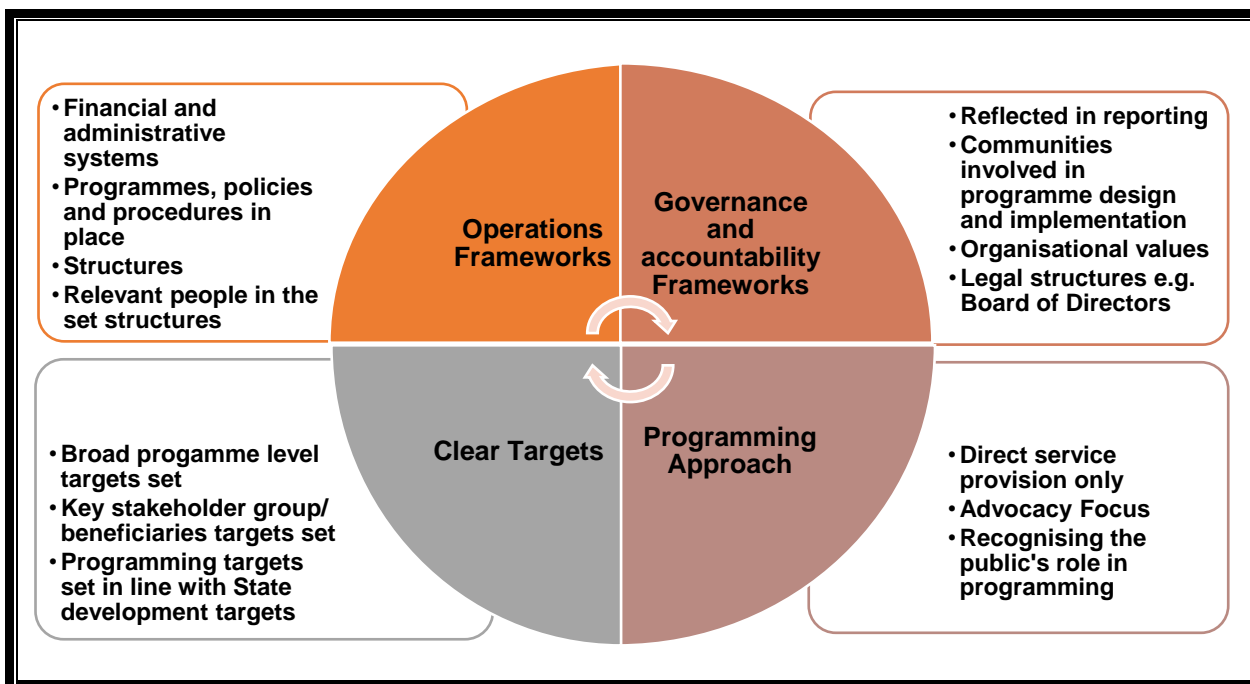 • Financial and
administrative
systems
• Programmes, policies
and procedures in
place
• Structures
• Relevant people in the
set structures
Operations
Frameworks
Governance
and
accountability
Frameworks
• Reflected in reporting
• Communities
involved in
programme design
and implementation
• Organisational values
• Legal structures e.g.
Board of Directors
• Broad progamme level
targets set
• Key stakeholder group/
beneficiaries targets set
• Programming targets
set in line with State
development targets
Clear Targets
Programming
Approach
• Direct service
provision only
• Advocacy Focus
• Recognising the
public's role in
programming